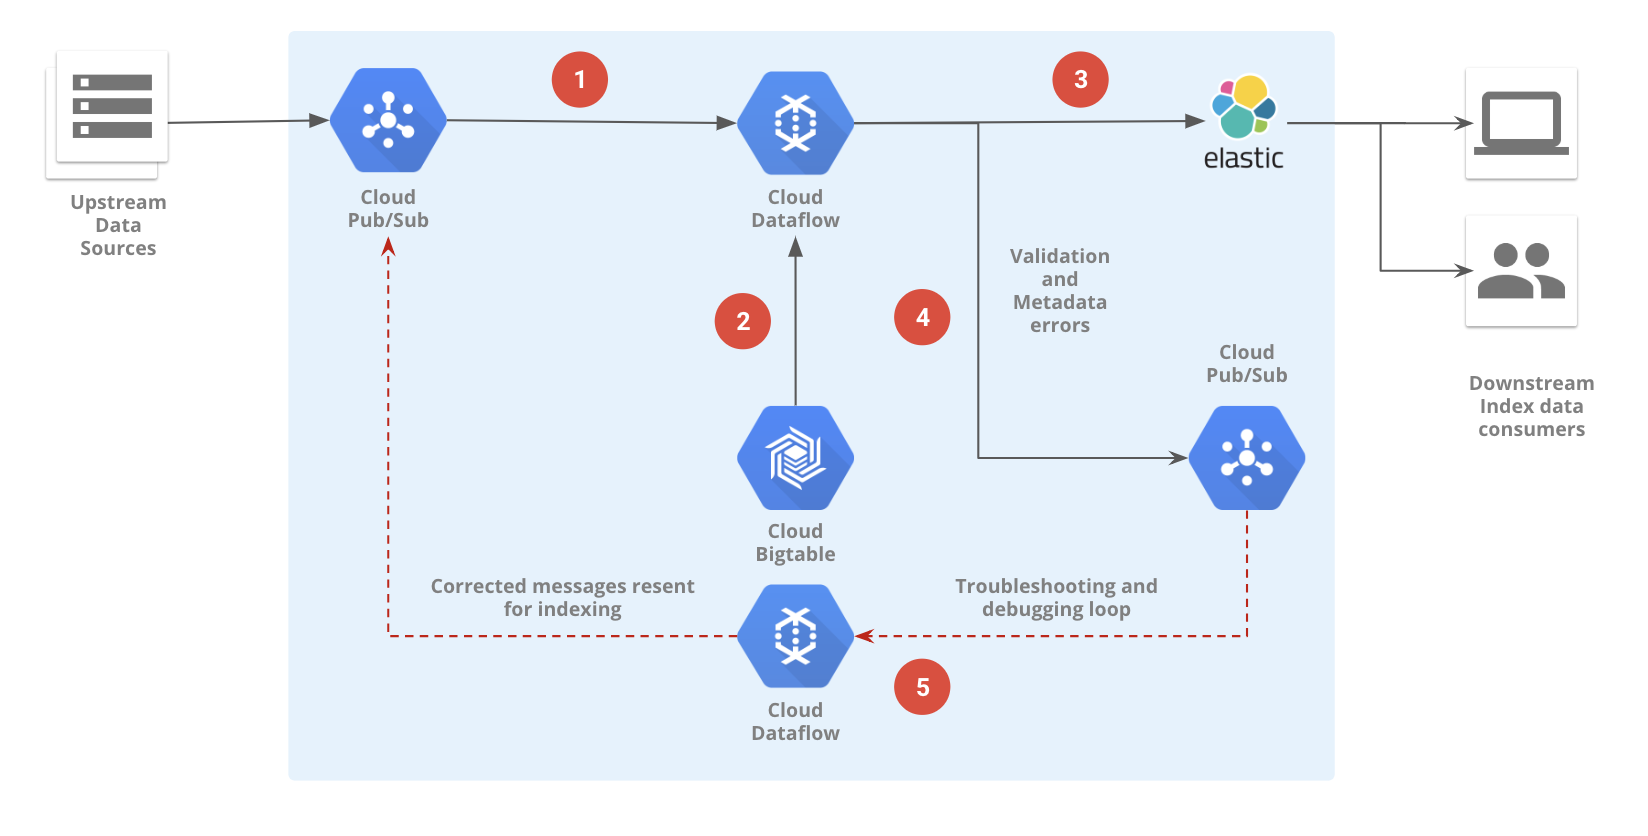 1
3
elastic
Upstream
Data
Sources
Cloud
Pub/Sub
Cloud
Dataflow
Validation
and
Metadata
errors
2
4
Cloud
Pub/Sub
Downstream
Index data
consumers
Cloud
Bigtable
Corrected messages resent
for indexing
Troubleshooting and
debugging loop
5
Cloud
Dataflow